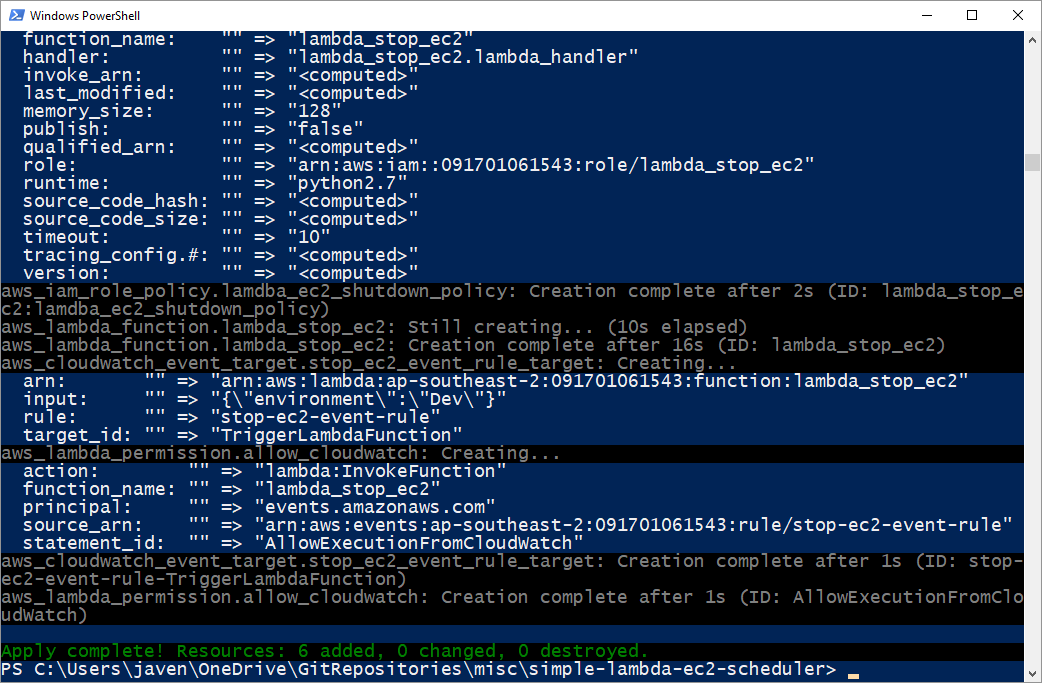 Windows PowerShell
function_name:    "" => "lambda_stop_ec2"
handler:          "" => "lambda_stop_ec2.lambda_handler"
invoke_arn:       "" => "<computed>"
last_modified:    "" => "<computed>"
memory_size:      "" => "128"
publish:          "" => "false"
qualified_arn:    "" => "<computed>"
role:             "" => "arn:aws:iam::091701061543:role/lambda_stop_ec2"
runtime:          "" => "python2.7"
source_code_hash: "" => "<computed>"
source_code_size: "" => "<computed>"
timeout:          "" => "10"
tracing_config.#: "" => "<computed>"
version:          "" => "<computed>"
aws_iam_role_policy.lamdba_ec2_shutdown_policy: Creation complete after 2s (ID: lambda_stop_e
c2:lamdba_ec2_shutdown_policy)
aws_lambda_function.lambda_stop_ec2: Still creating... (10s elapsed)
aws_lambda_function.lambda_stop_ec2: Creation complete after 16s (ID: lambda_stop_ec2)
aws_cloudwatch_event_target.stop_ec2_event_rule_target: Creating...
arn:       "" => "arn:aws:lambda:ap-southeast-2:091701061543:function:lambda_stop_ec2"
input:     "" => "{\"environment\":\"Dev\"}"
rule:      "" => "stop-ec2-event-rule"
target_id: "" => "TriggerLambdaFunction"
aws_lambda_permission.allow_cloudwatch: Creating...
action:        "" => "lambda:InvokeFunction"
function_name: "" => "lambda_stop_ec2"
principal:     "" => "events.amazonaws.com"
source_arn:    "" => "arn:aws:events:ap-southeast-2:091701061543:rule/stop-ec2-event-rule"
statement_id:  "" => "AllowExecutionFromCloudWatch"
aws_cloudwatch_event_target.stop_ec2_event_rule_target: Creation complete after 1s (ID: stop-
ec2-event-rule-TriggerLambdaFunction)
aws_lambda_permission.allow_cloudwatch: Creation complete after 1s (ID: AllowExecutionFromClo
udWatch)
Apply complete! Resources: 6 added, 0 changed, 0 destroyed.
PS C:\Users\javen\OneDrive\GitRepositories\misc\simple-lambda-ec2-scheduler>